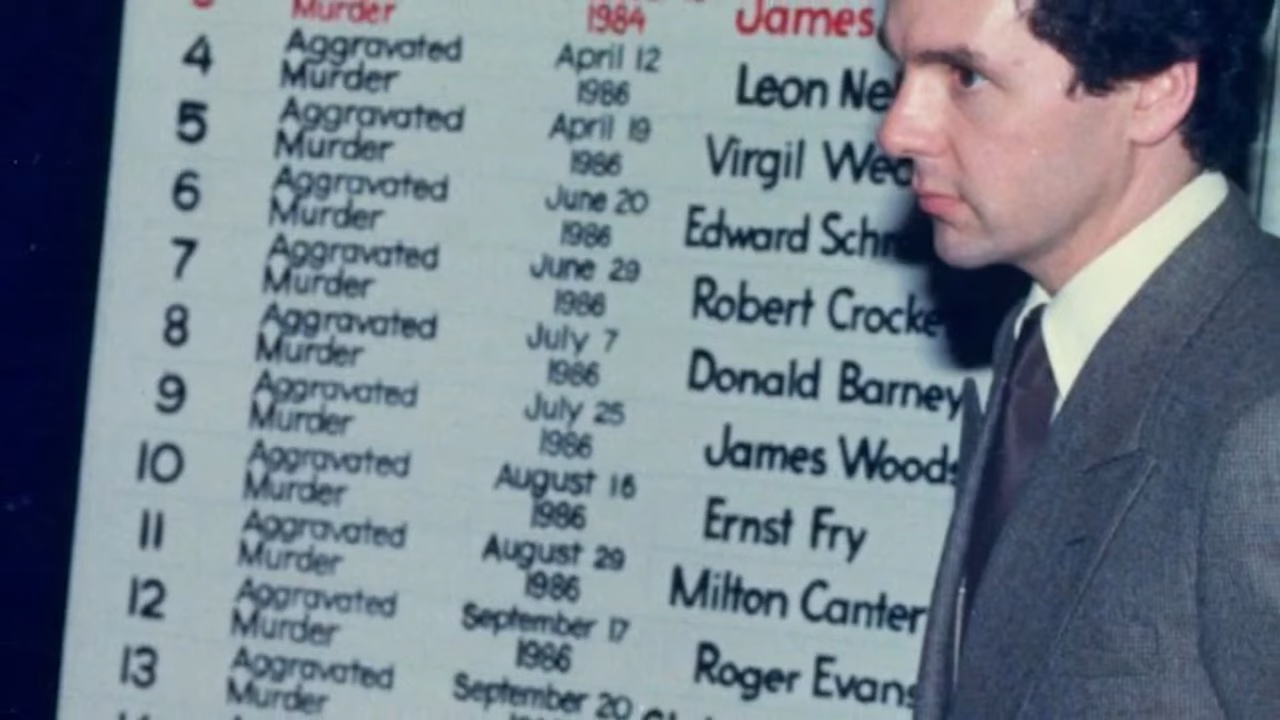 Murder 1984 James
4 Aggravated Murder April 12 1986 Leon
5 Aggravated Murder April 19 1986 Virgil
6 Aggravated Murder June 20 1986 Edward
7 Aggravated Murder June 29 1986 Robert
8 Aggravated Murder July 7 1986 Donald Barney
9 Aggravated Murder July 25 1986 James Woods
10 Aggravated Murder August 16 1986 Ernst Fry
11 Aggravated Murder August 29 1986 Milton Canter
12 Aggravated Murder September 17 1986 Roger Evans
13 Aggravated Murder September 20